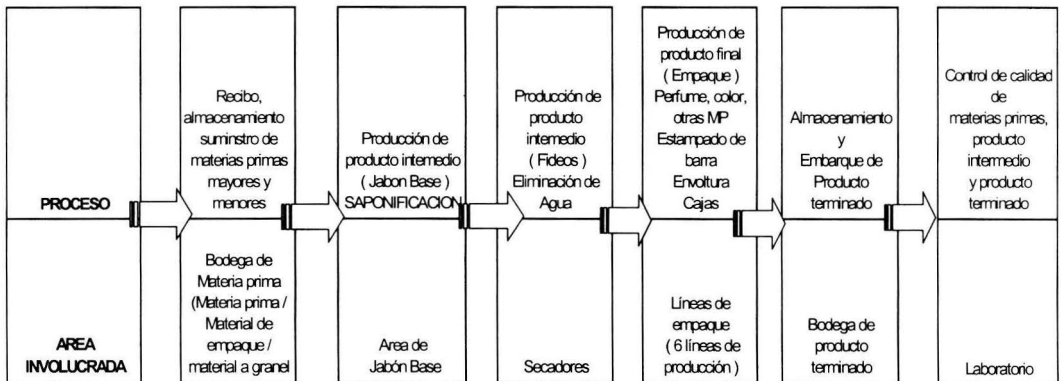 PROCESO
Recibo,
almacenamiento
suminstro de
materias primas
mayores y
menores
Producción de
producto intemedio
( Jabon Base )
SAPONIFICACION
Producción de
producto
intemedio
( Fideos )
Eliminación de
Agua
Producción de
producto final
( Empaque )
Perfume, color,
otras MP
Estampado de
barra
Envoltura
Cajas
Almacenamiento
y
Embarque de
Producto
terminado
Control de calidad
de
materias primas,
producto
intermedio
y producto
terminado
AREA
INVOLUCRADA
Bodega de
Materia prima
(Materia prima /
Material de
empaque /
material a granel
Area de
Jabón Base
Secadores
Líneas de
empaque
( 6 líneas de
producción )
Bodega de
producto
terminado
Laboratorio